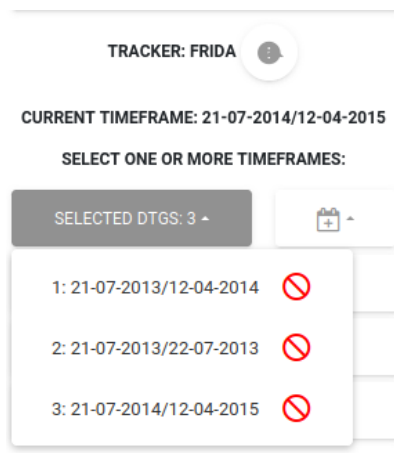 TRACKER: FRIDA
CURRENT TIMEFRAME: 21-07-2014/12-04-2015
SELECT ONE OR MORE TIMEFRAMES:
SELECTED DTGS: 3
1: 21-07-2013/12-04-2014
2: 21-07-2013/22-07-2013
3: 21-07-2014/12-04-2015